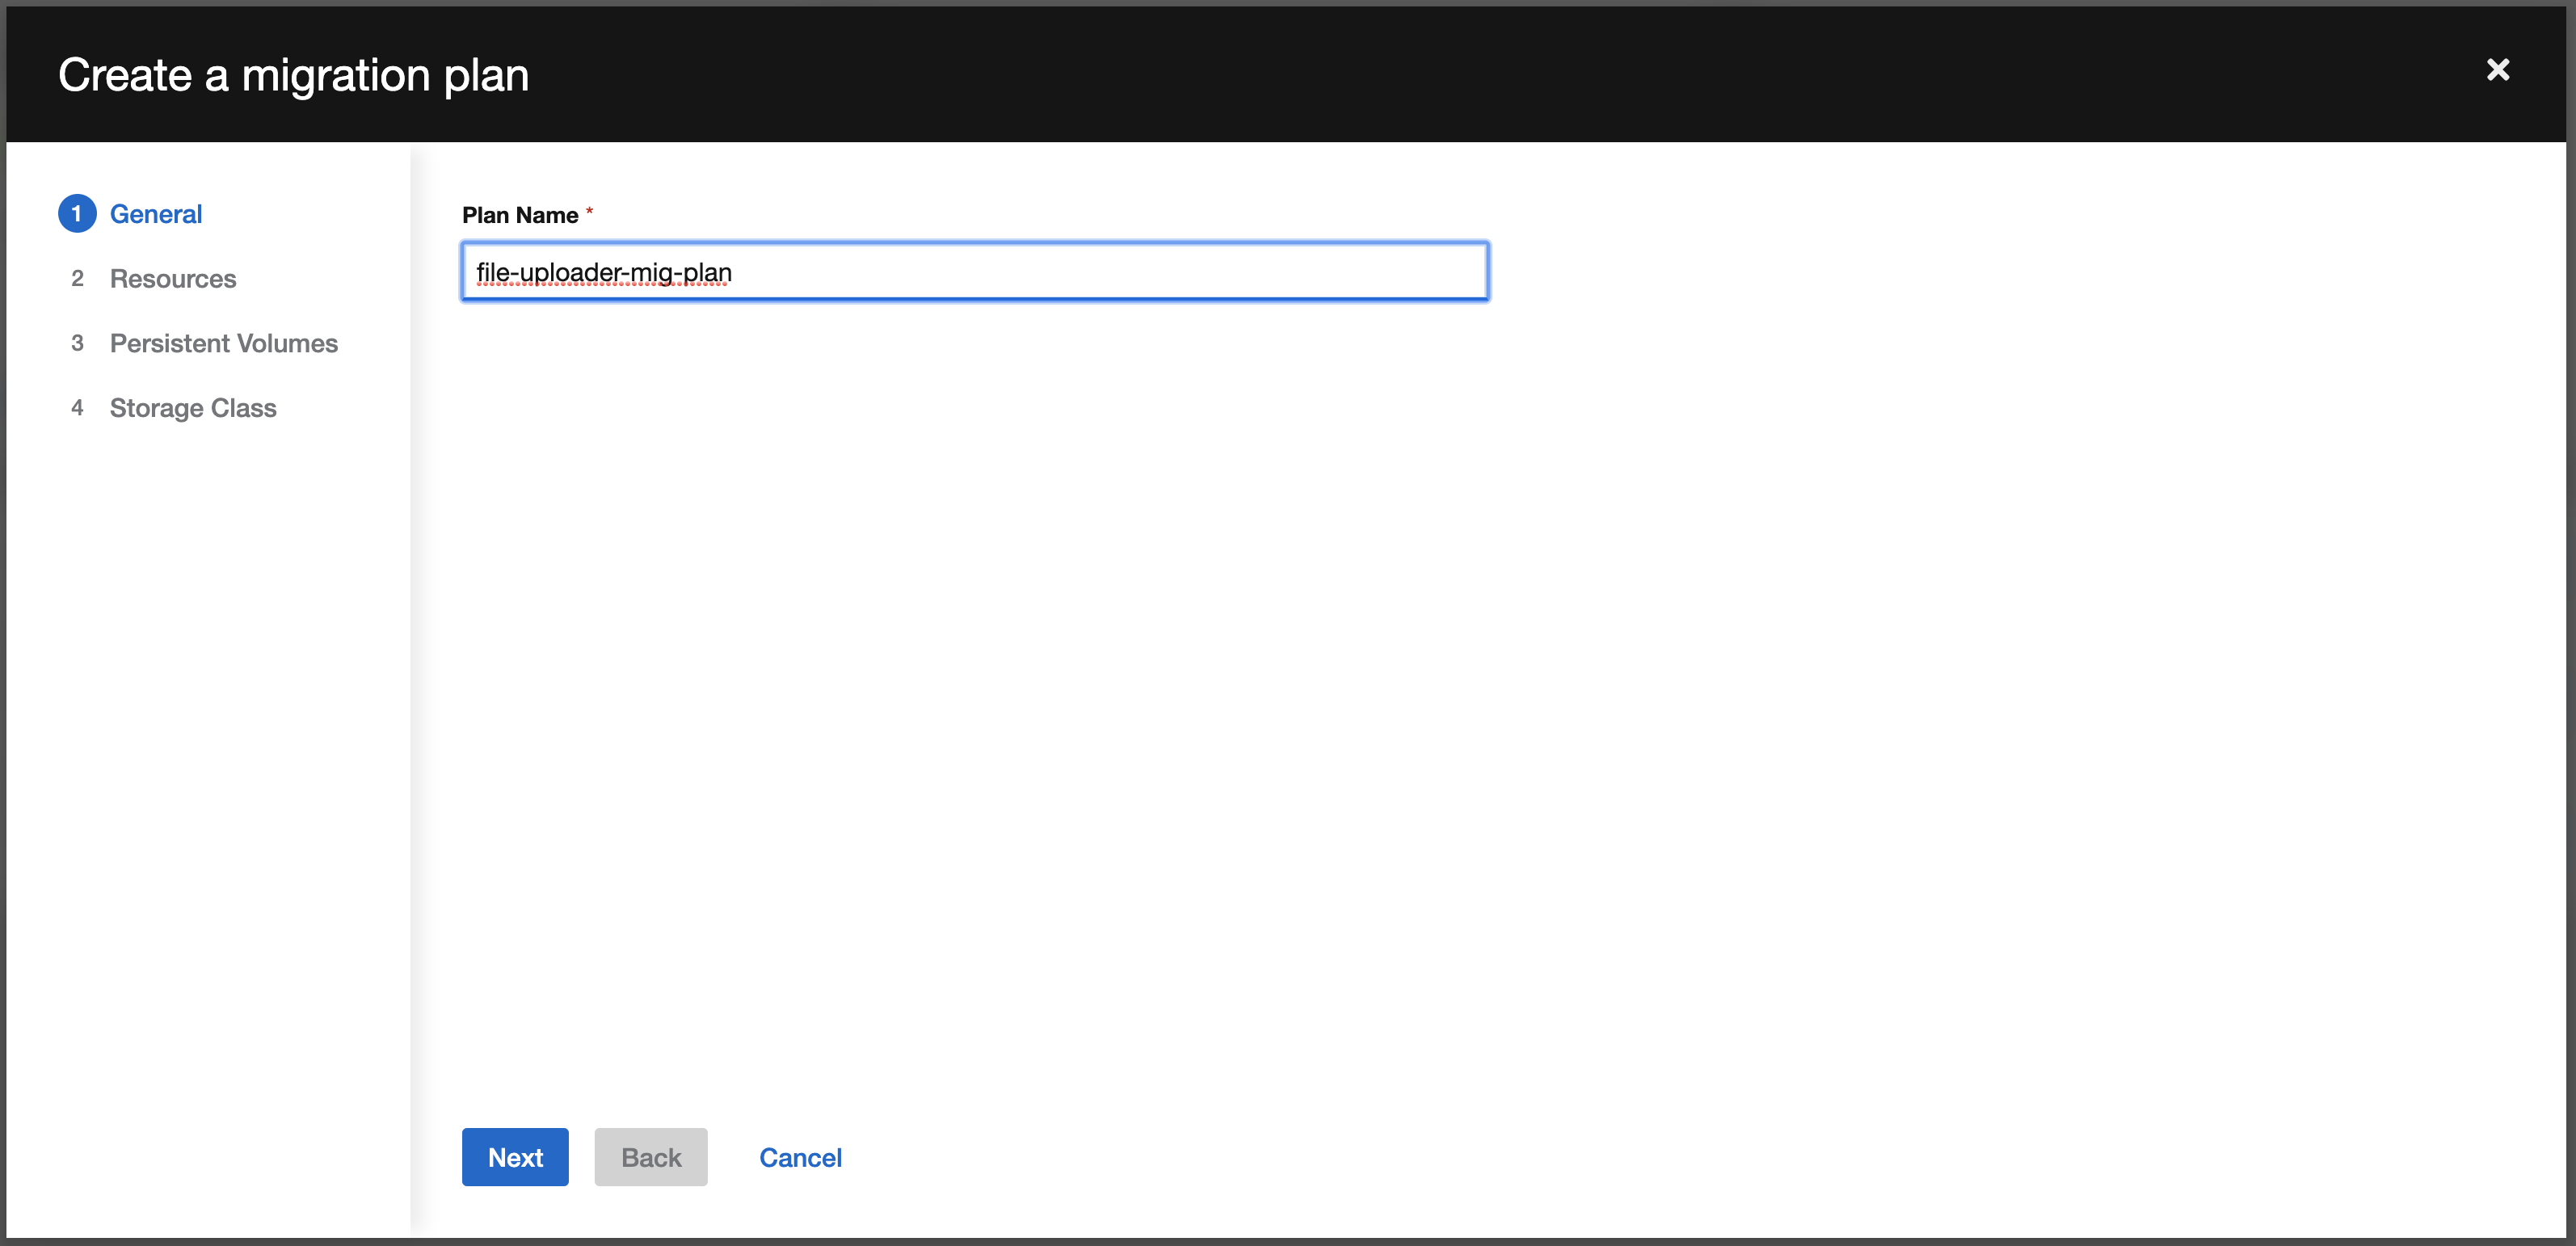 Create a migration plan
1 General
2 Resources
3 Persistent Volumes
4 Storage Class
Plan Name *
file-uploader-mig-plan
Next Back Cancel